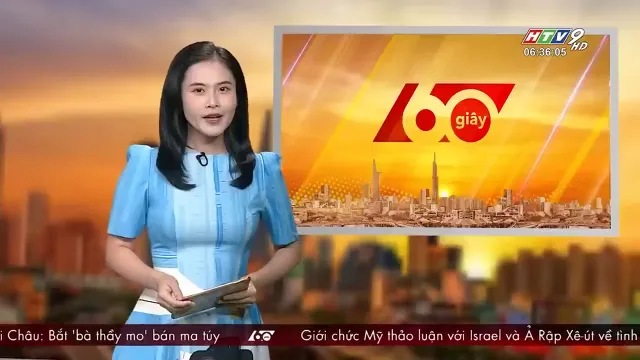 HTV9 HD
06:36:05
60 giây
i Châu: Bắt 'bà thầy mo' bán ma túy 60 Giới chức Mỹ thảo luận với Israel và Ả Rập Xê-út về tình